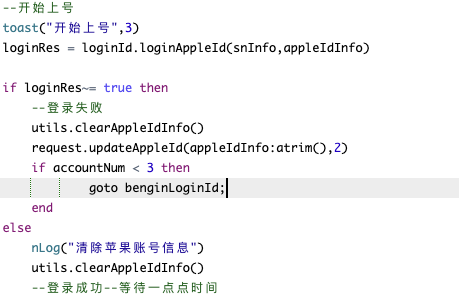 --开始上号
toast("开始上号",3)
loginRes = loginId.loginAppleId(snInfo,appleIdInfo)
if loginRes~= true then
--登录失败
utils.clearAppleIdInfo()
request.updateAppleId(appleIdInfo:atrim(),2)
if accountNum < 3 then
goto benginLoginId;
end
else
nLog("清除苹果账号信息")
utils.clearAppleIdInfo()
--登录成功--等待一点点时间